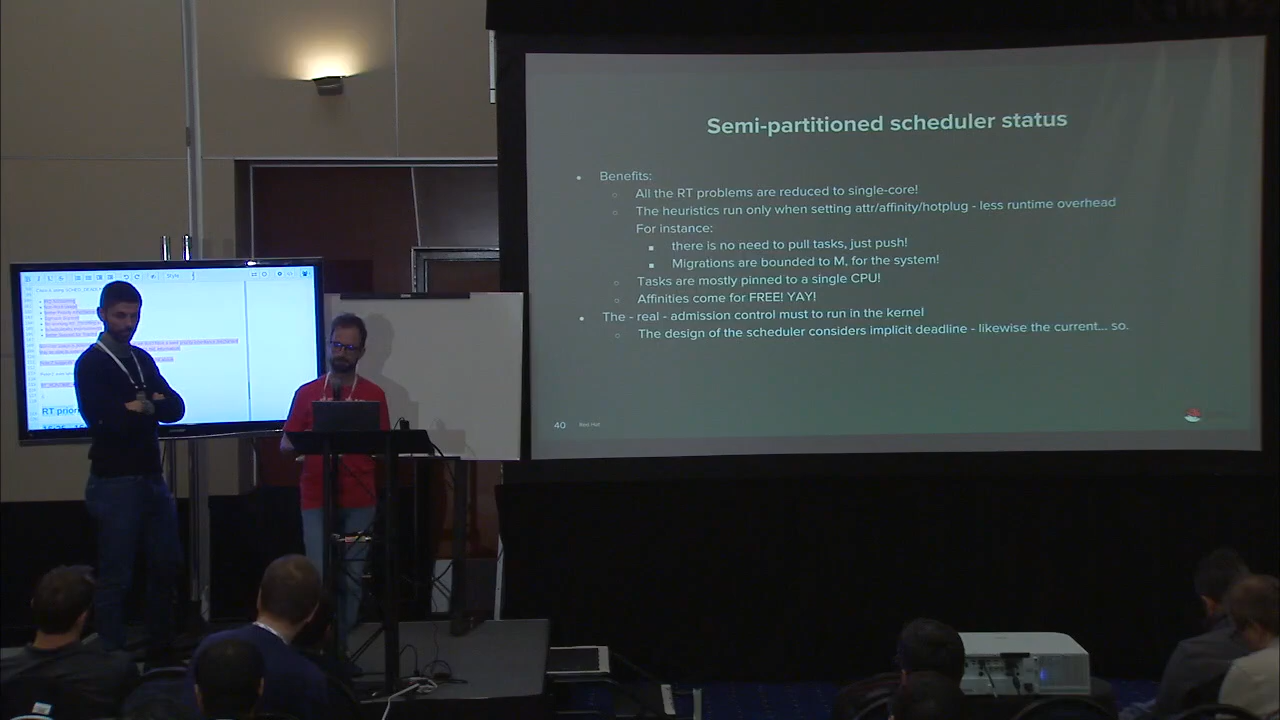 Semi-partitioned scheduler status
Benefits:
All the RT problems are reduced to single-core!
The heuristics run only when setting attr/affinity/hotplug - less runtime overhead
For instance:
there is no need to pull tasks, just push!
Migrations are bounded to M, for the system!
Tasks are mostly pinned to a single CPU!
Affinities come for FREE! YAY!
The - real - admission control must to run in the kernel
The design of the scheduler considers implicit deadline - likewise the current... so.
40
Red Hat
Style
RT prior